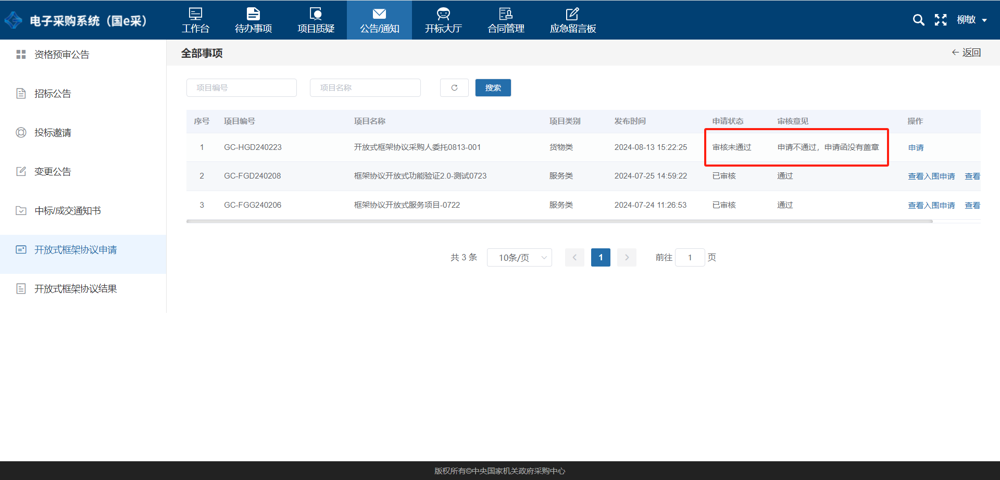 电子采购系统（国e采）
工作台 待办事项 项目质疑 公告/通知 开标大厅 合同管理 应急留言板 柳敏
资格预审公告
招标公告
投标邀请
变更公告
中标/成交通知书
开放式框架协议申请
开放式框架协议结果
全部事项 返回
项目编号 项目名称 搜索
序号 项目编号 项目名称 项目类别 发布时间 申请状态 审核意见 操作
1 GC-HGD240223 开放式框架协议采购人委托0813-001 货物类 2024-08-13 15:22:25 审核未通过 申请不通过，申请函没有盖章 申请
2 GC-FGD240208 框架协议开放式功能验证2.0-测试0723 服务类 2024-07-25 14:59:22 已审核 通过 查看入围申请 查看
3 GC-FGG240206 框架协议开放式服务项目-0722 服务类 2024-07-24 11:26:53 已审核 通过 查看入围申请 查看
共 3 条 10条/页 1 前往 1 页
版权所有©中央国家机关政府采购中心